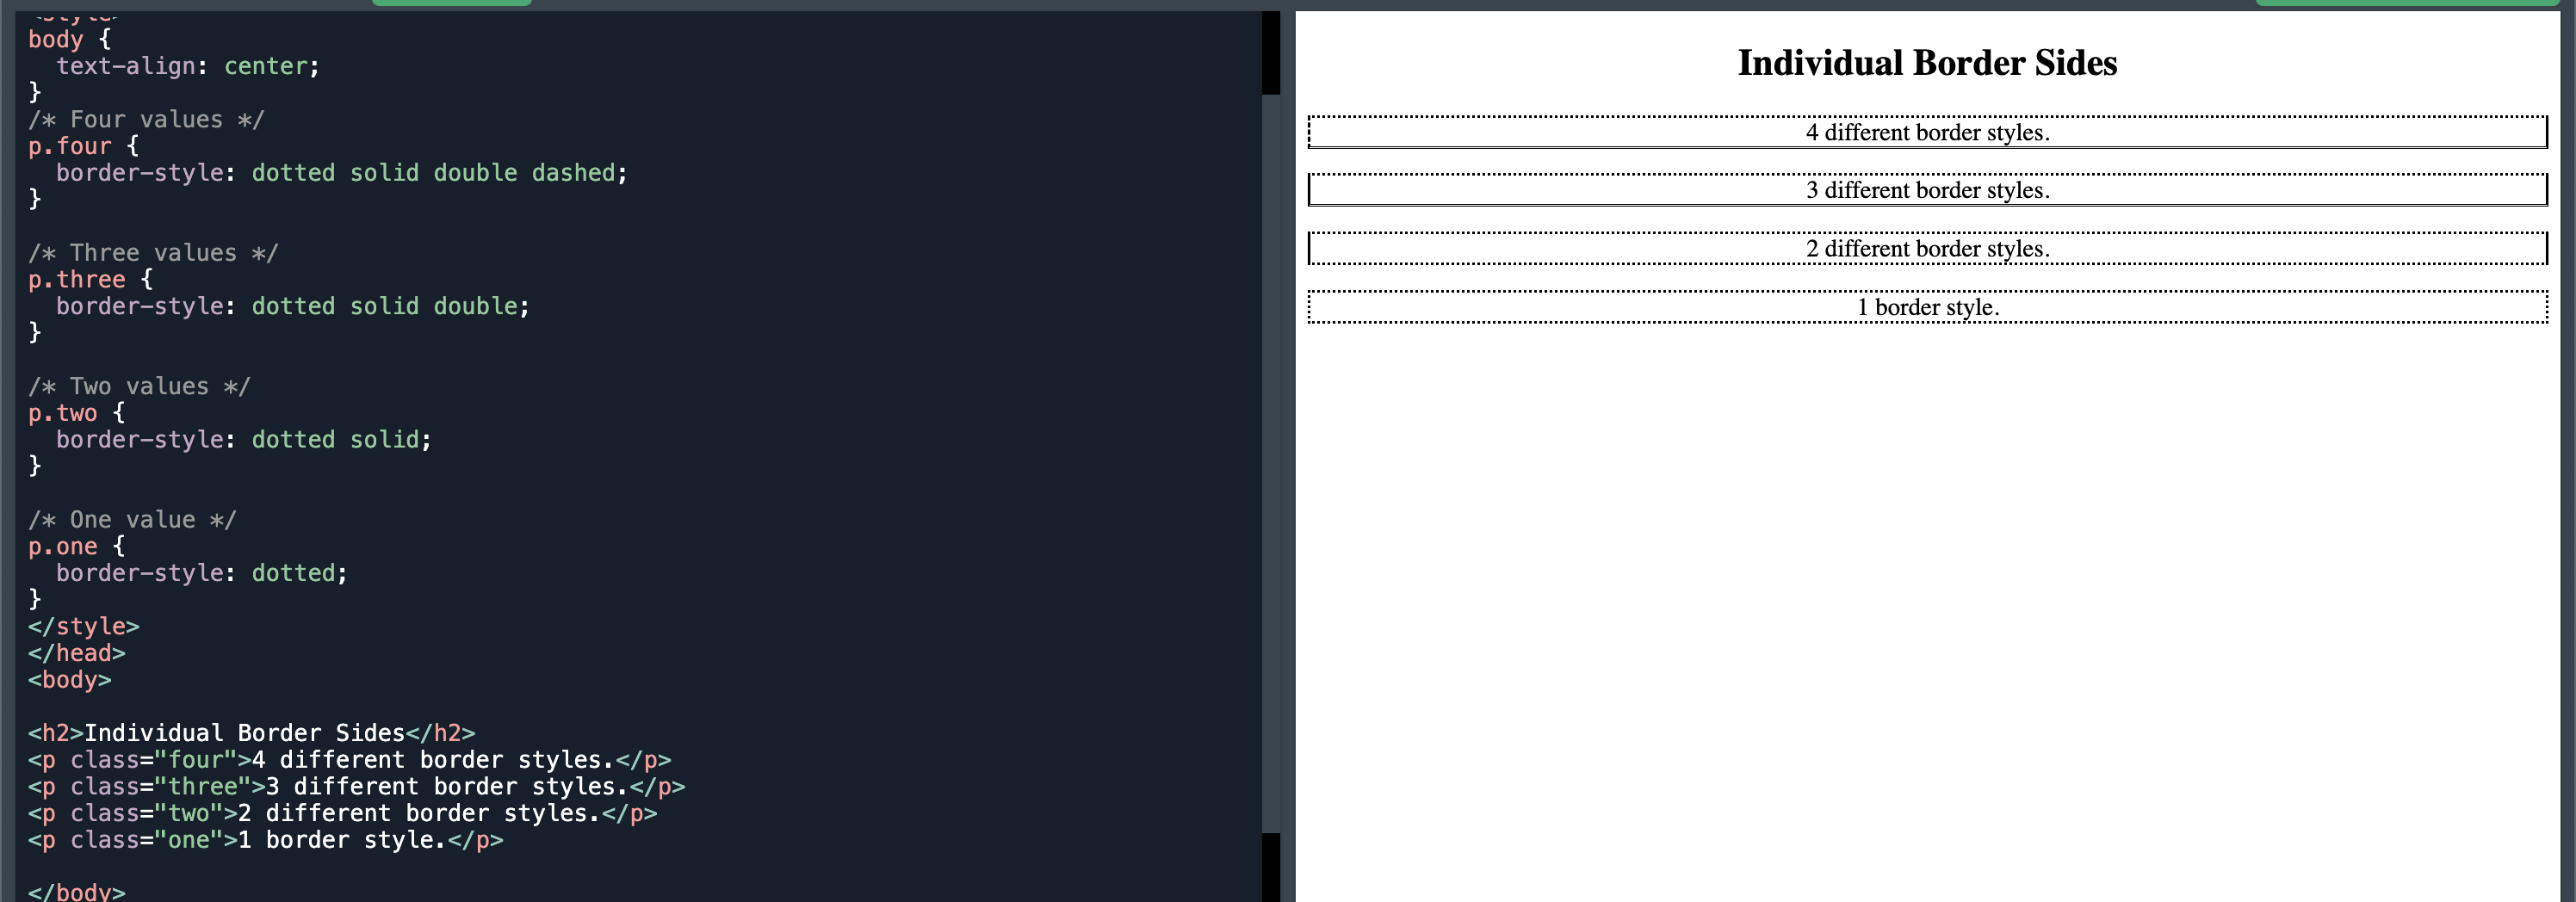 body {
  text-align: center;
}
/* Four values */
p.four {
  border-style: dotted solid double dashed;
}

/* Three values */
p.three {
  border-style: dotted solid double;
}

/* Two values */
p.two {
  border-style: dotted solid;
}

/* One value */
p.one {
  border-style: dotted;
}
</style>
</head>
<body>

<h2>Individual Border Sides</h2>
<p class="four">4 different border styles.</p>
<p class="three">3 different border styles.</p>
<p class="two">2 different border styles.</p>
<p class="one">1 border style.</p>

</body>
Individual Border Sides
4 different border styles.
3 different border styles.
2 different border styles.
1 border style.